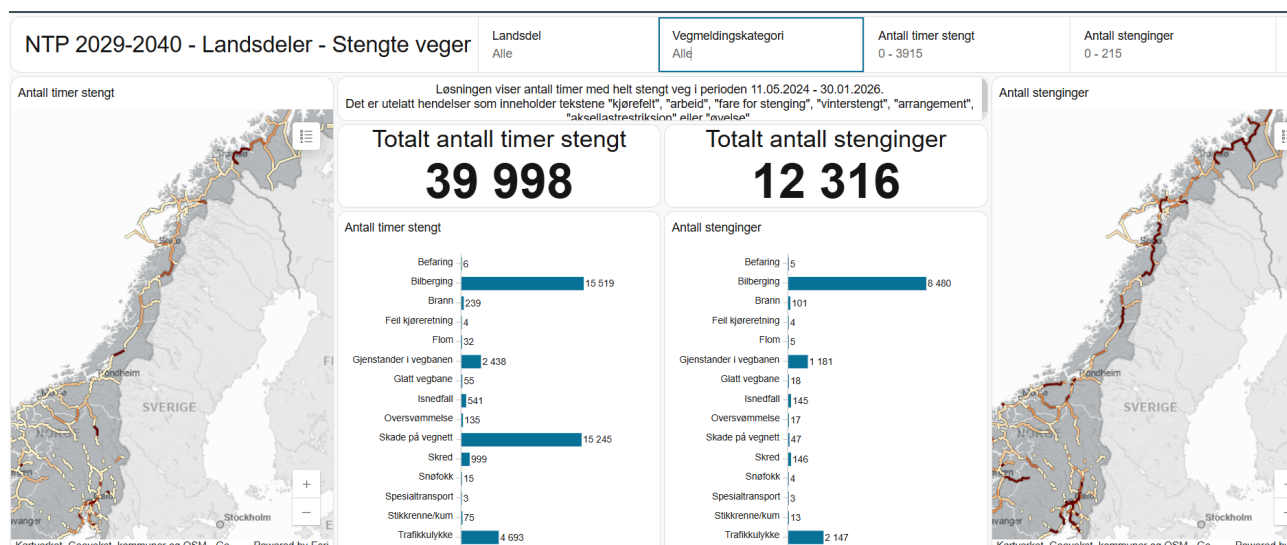 NTP 2029-2040 - Landsdeler - Stengte veger
Landsdel
Alle
Vegmeldingskategori
Alle
Antall timer stengt
0 - 3915
Antall stenginger
0 - 215
Antall timer stengt
SVERIGE
Stockholm
Løsningen viser antall timer med helt stengt veg i perioden 11.05.2024 - 30.01.2026.
Det er utelatt hendelser som inneholder tekstene "kjørefelt", "arbeid", "fare for stenging", "vinterstengt", "arrangement",
"aksellastrestriksjon" eller "øvelse"
Totalt antall timer stengt
39 998
Totalt antall stenginger
12 316
Antall timer stengt
Befaring 6
Bilberging 15 519
Brann 239
Feil kjøreretning 4
Flom 32
Gjenstander i vegbanen 2 438
Glatt vegbane 55
Isnedfall 541
Oversvømmelse 135
Skade på vegnett 15 245
Skred 999
Snøfokk 15
Spesialtransport 3
Stikkrenne/kum 75
Trafikkulykke 4 693
Antall stenginger
Befaring 5
Bilberging 8 480
Brann 101
Feil kjøreretning 4
Flom 5
Gjenstander i vegbanen 1 181
Glatt vegbane 18
Isnedfall 145
Oversvømmelse 17
Skade på vegnett 47
Skred 146
Snøfokk 4
Spesialtransport 3
Stikkrenne/kum 13
Trafikkulykke 2 147
Antall stenginger
SVERIGE
Stockholm